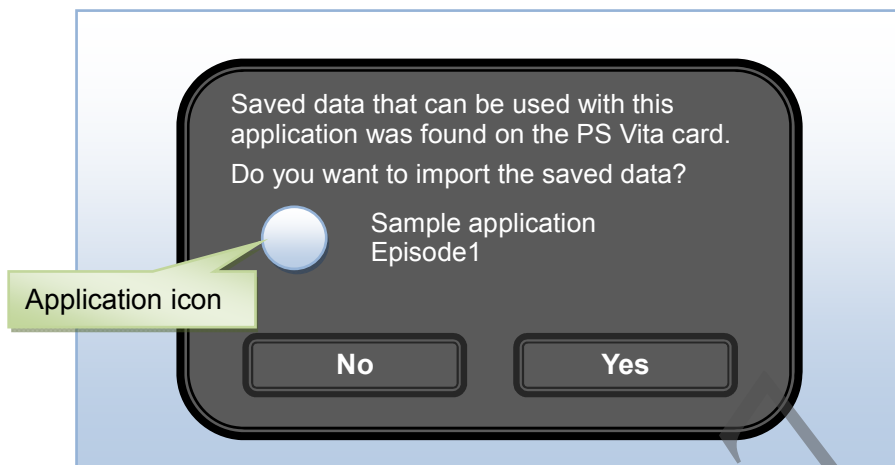 Saved data that can be used with this
application was found on the PS Vita card.
Do you want to import the saved data?
Sample application
Episode1
Application icon
No
Yes